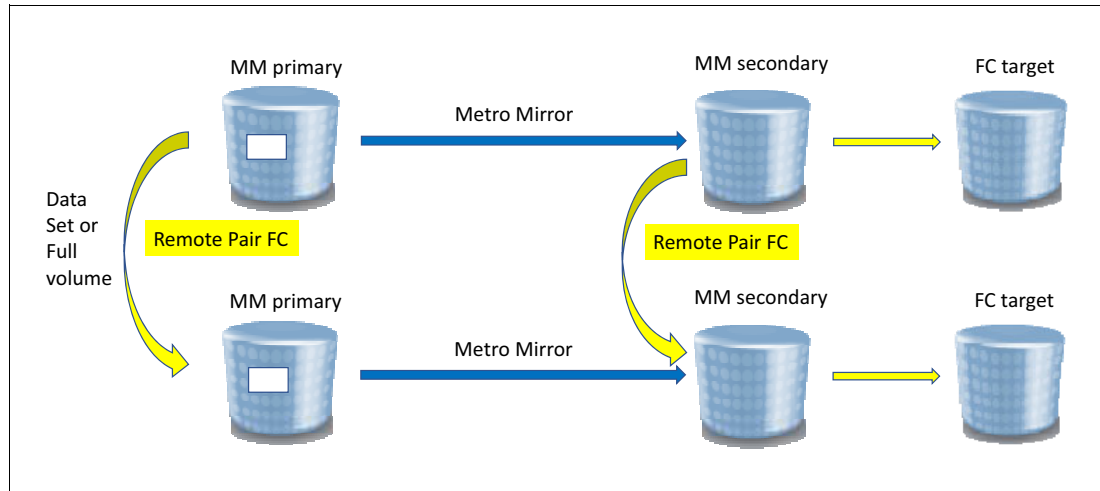 MM primary
MM secondary
FC target
Metro Mirror
Data
Set or
Full
volume
Remote Pair FC
Remote Pair FC
MM primary
MM secondary
FC target
Metro Mirror